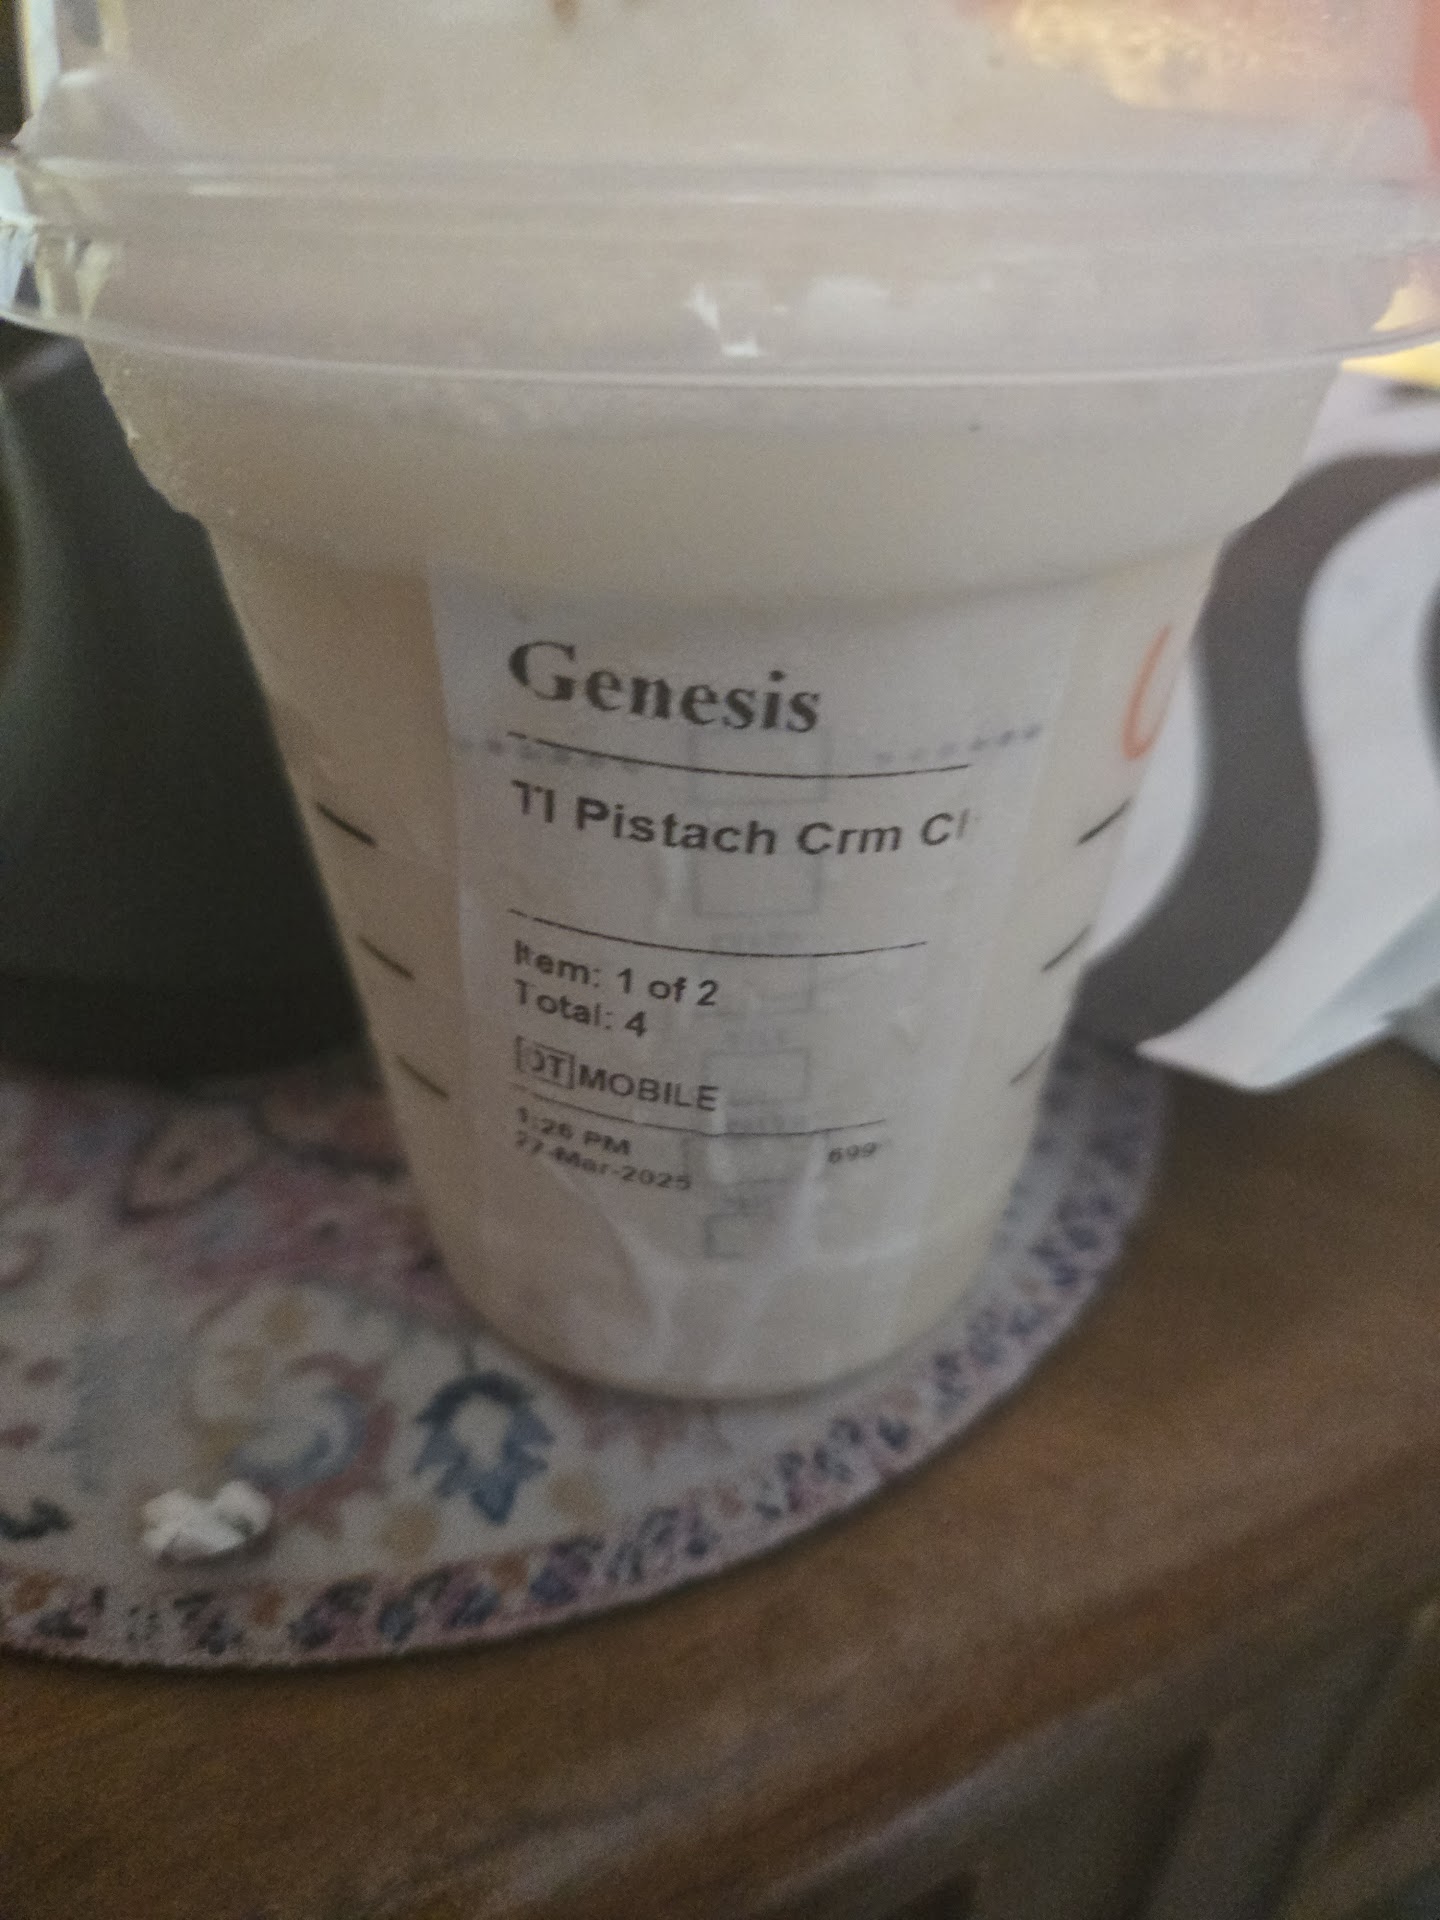 Genesis
Tl Pistach Crm Cl
Item: 1 of 2
Total: 4
DT MOBILE
1:26 PM
27-Mar-2025
699